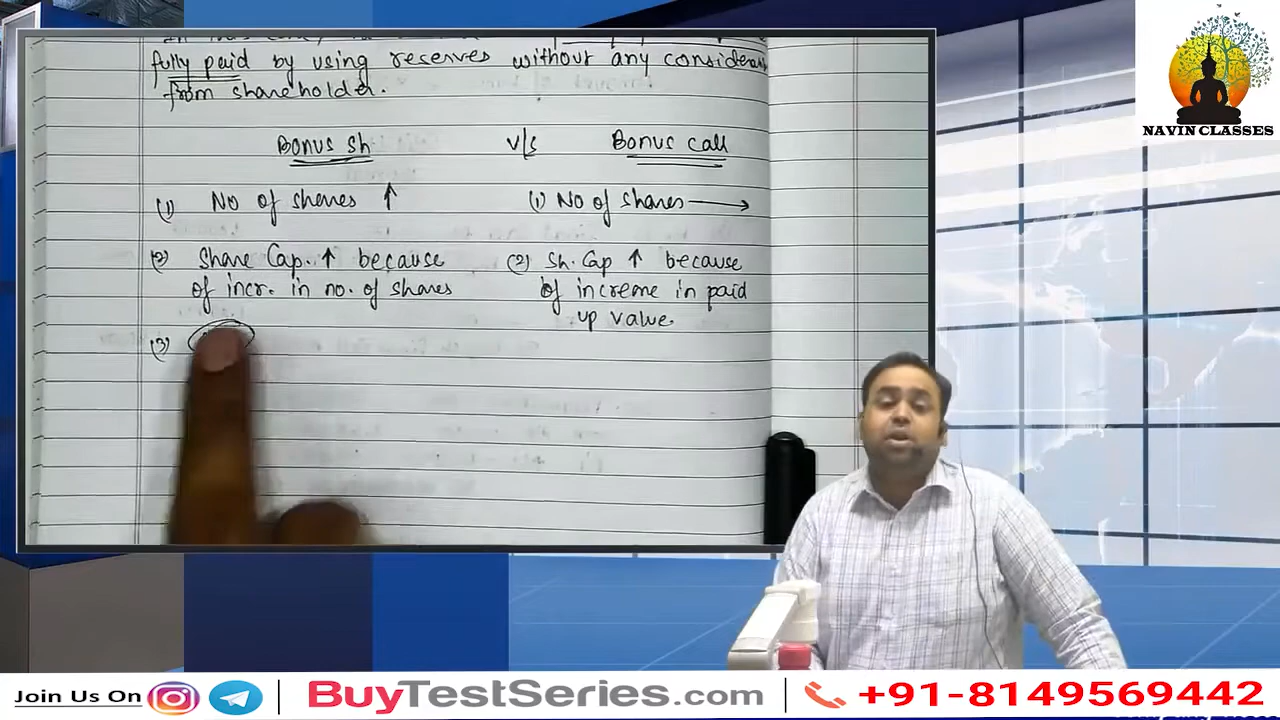 fully paid by using reserves without any considera
from shareholder.
Bonus sh. v/s Bonus call
(1) No of shares ↑
(1) No of shares →
(2) Share Cap. ↑ because
of incr. in no. of shares
(2) Sh. Cap ↑ because
of increase in paid
up value.
(3)
NAVIN CLASSES
Join Us On
BuyTestSeries.com
+91-8149569442